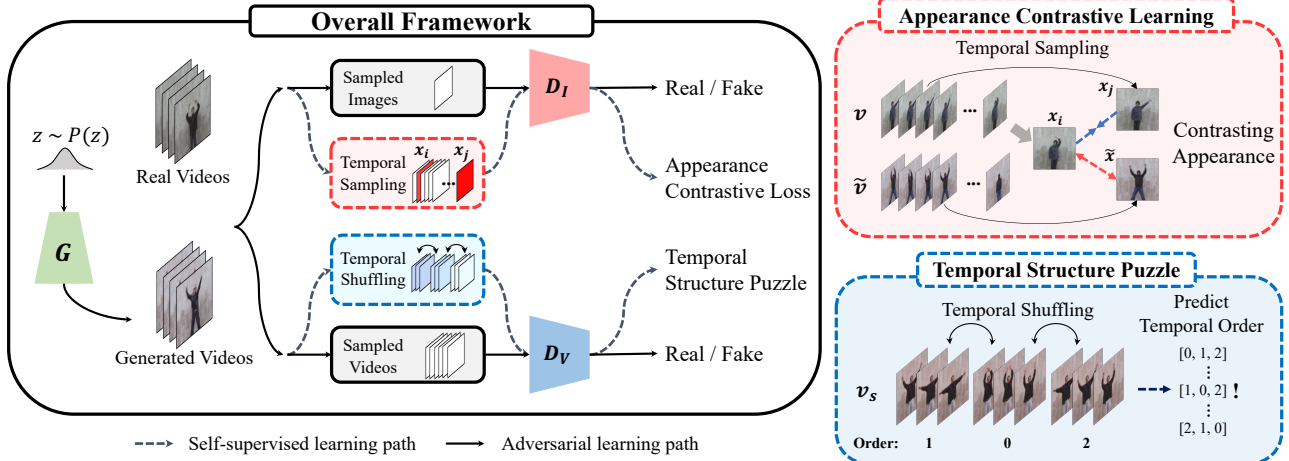 Overall Framework
z ~ P(z)
Real Videos
G
Generated Videos
Sampled
Images
D_I
Real / Fake
Temporal
Sampling
x_i
x_j
...
Appearance
Contrastive Loss
Temporal
Shuffling
Temporal
Structure Puzzle
Sampled
Videos
D_V
Real / Fake
Self-supervised learning path
Adversarial learning path
Appearance Contrastive Learning
Temporal Sampling
v
...
x_i
x_j
ṽ
...
x̃
Contrasting
Appearance
Temporal Structure Puzzle
Temporal Shuffling
Predict
Temporal Order
v_s
[0, 1, 2]
⋮
[1, 0, 2] !
⋮
[2, 1, 0]
Order: 1 0 2